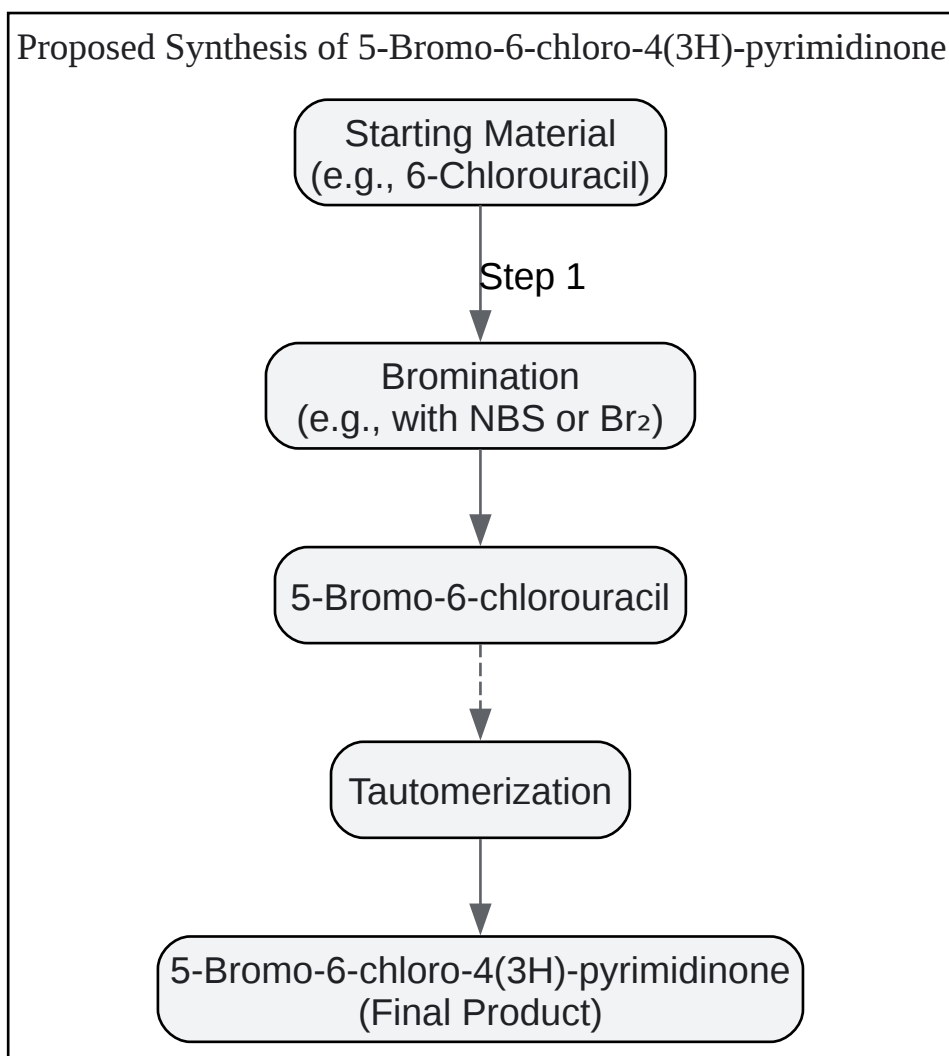 Proposed Synthesis of 5-Bromo-6-chloro-4(3H)-pyrimidinone
Starting Material
(e.g., 6-Chlorouracil)
Step 1
Bromination
(e.g., with NBS or Br₂)
5-Bromo-6-chlorouracil
Tautomerization
5-Bromo-6-chloro-4(3H)-pyrimidinone
(Final Product)